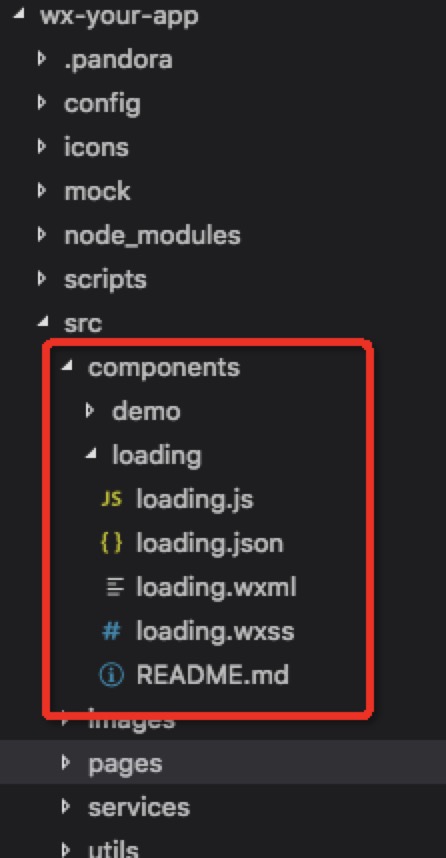 wx-your-app
.pandora
config
icons
mock
node_modules
scripts
src
components
demo
loading
JS loading.js
{} loading.json
loading.wxml
# loading.wxss
README.md
images
pages
services
utils